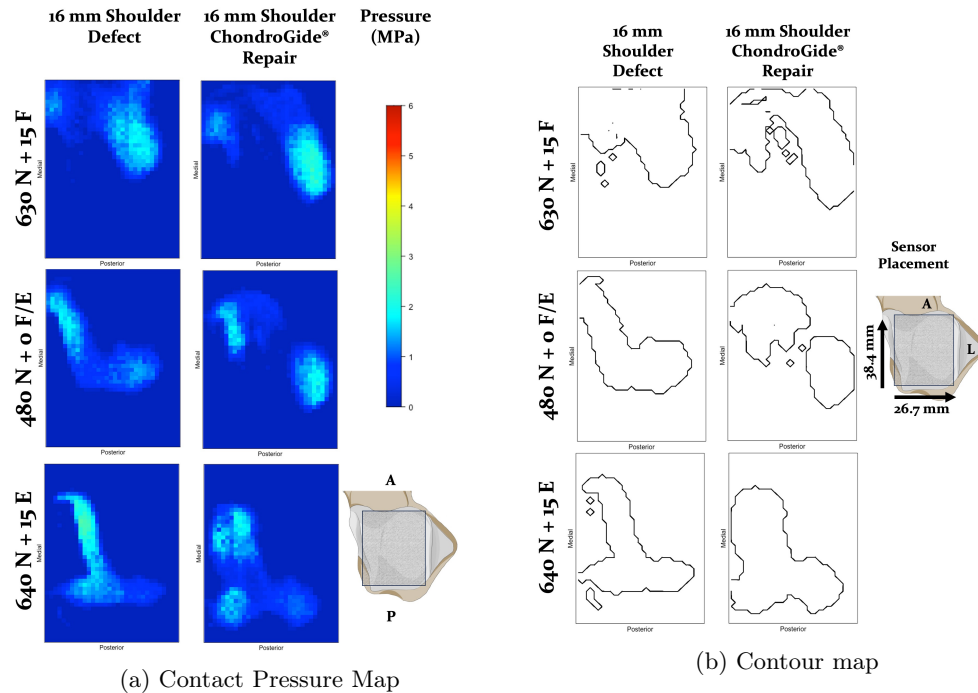 16 mm Shoulder
Defect
16 mm Shoulder
ChondroGide®
Repair
Pressure
(MPa)
630 N + 15 F
Medial
Posterior
Medial
Posterior
480 N + 0 F/E
Medial
Posterior
Medial
Posterior
640 N + 15 E
Medial
Posterior
Medial
Posterior
6
5
4
3
2
1
0
A
P
(a) Contact Pressure Map
16 mm
Shoulder
Defect
16 mm Shoulder
ChondroGide®
Repair
630 N + 15 F
Medial
Posterior
Medial
Posterior
480 N + 0 F/E
Medial
Posterior
Medial
Posterior
640 N + 15 E
Medial
Posterior
Medial
Posterior
Sensor
Placement
A
L
38.4 mm
26.7 mm
(b) Contour map